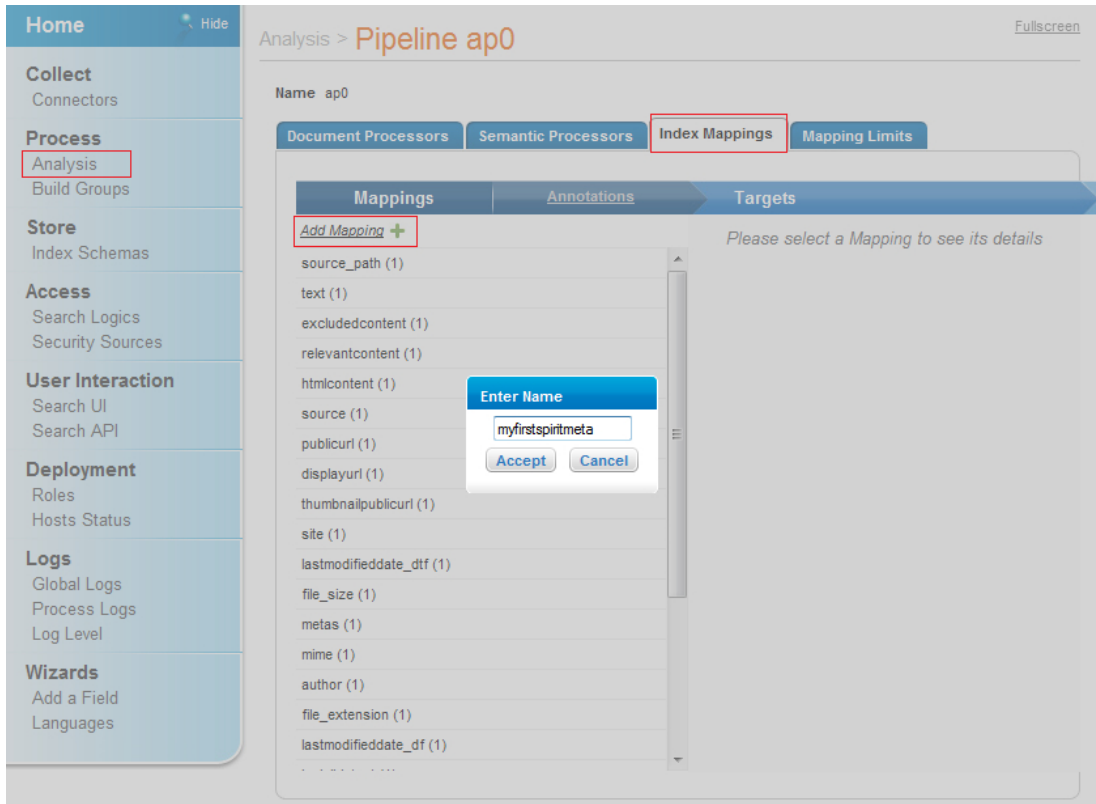 Home
Hide
Collect
Connectors
Process
Analysis
Build Groups
Store
Index Schemas
Access
Search Logics
Security Sources
User Interaction
Search UI
Search API
Deployment
Roles
Hosts Status
Logs
Global Logs
Process Logs
Log Level
Wizards
Add a Field
Languages
Analysis > Pipeline ap0
Fullscreen
Name ap0
Document Processors
Semantic Processors
Index Mappings
Mapping Limits
Mappings
Annotations
Targets
Add Mapping
Please select a Mapping to see its details
source_path (1)
text (1)
excludedcontent (1)
relevantcontent (1)
htmlcontent (1)
source (1)
publicurl (1)
displayurl (1)
thumbnailpublicurl (1)
site (1)
lastmodifieddate_dtf (1)
file_size (1)
metas (1)
mime (1)
author (1)
file_extension (1)
lastmodifieddate_df (1)
Enter Name
myfirstspiritmeta
Accept
Cancel